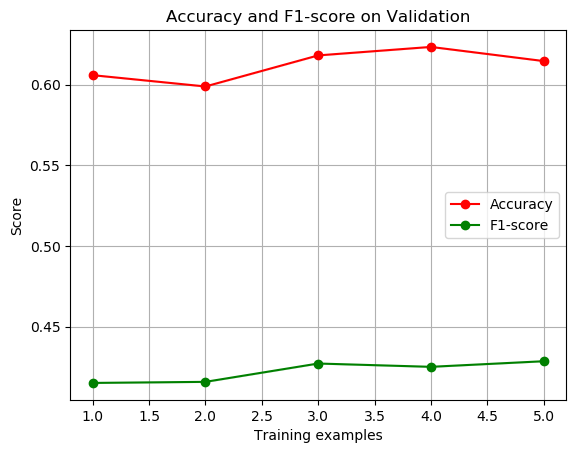 Accuracy and F1-score on Validation
0.60
0.55
0.50
0.45
Score
Accuracy
F1-score
1.0 1.5 2.0 2.5 3.0 3.5 4.0 4.5 5.0
Training examples